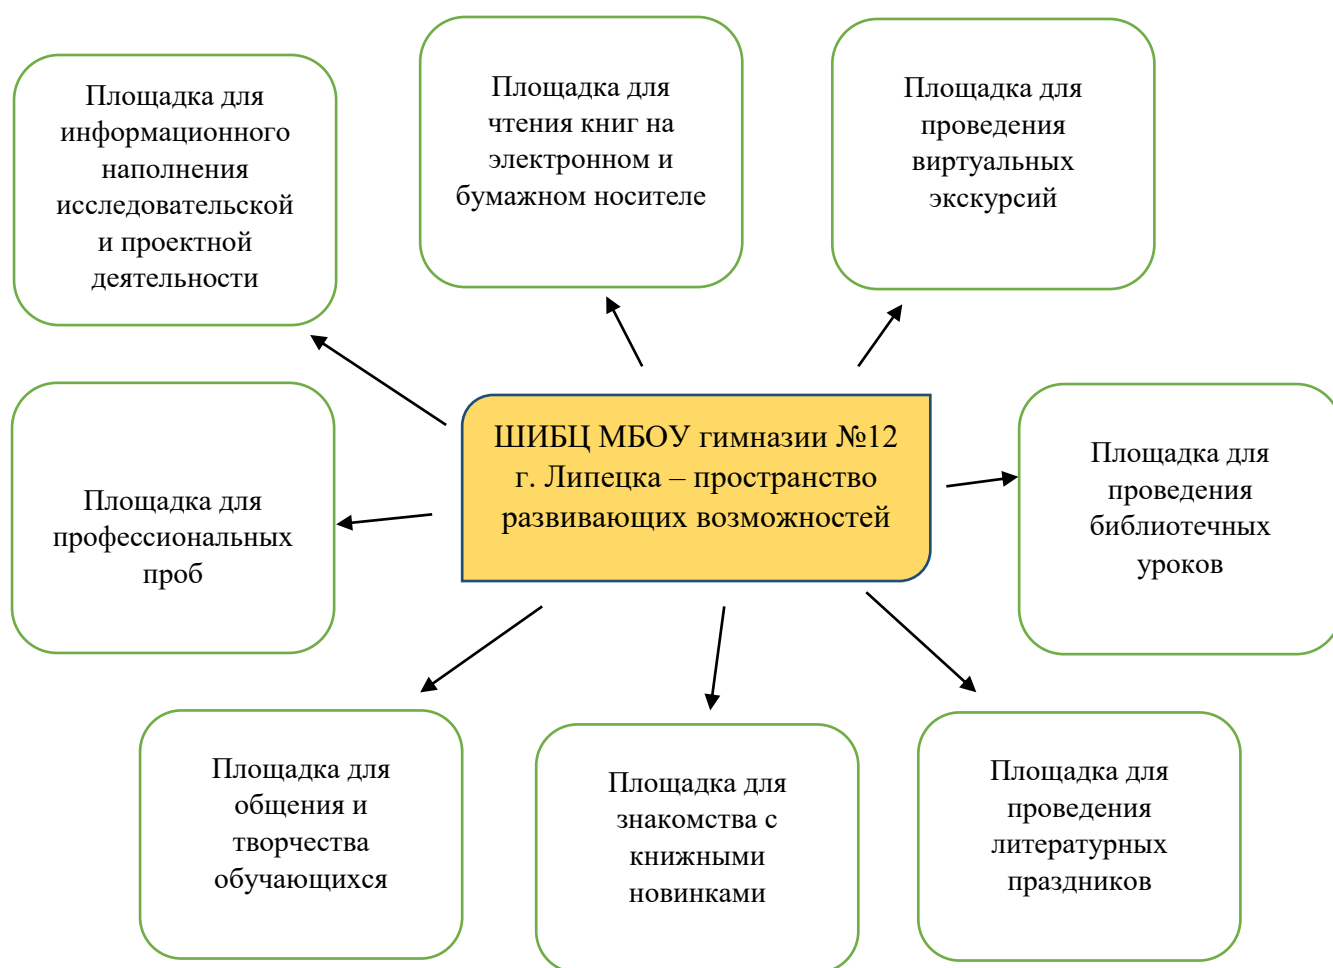 Площадка для
информационного
наполнения
исследовательской
и проектной
деятельности
Площадка для
чтения книг на
электронном и
бумажном носителе
Площадка для
проведения
виртуальных
экскурсий
ШИБЦ МБОУ гимназии №12
г. Липецка – пространство
развивающих возможностей
Площадка для
профессиональных
проб
Площадка для
проведения
библиотечных
уроков
Площадка для
общения и
творчества
обучающихся
Площадка для
знакомства с
книжными
новинками
Площадка для
проведения
литературных
праздников